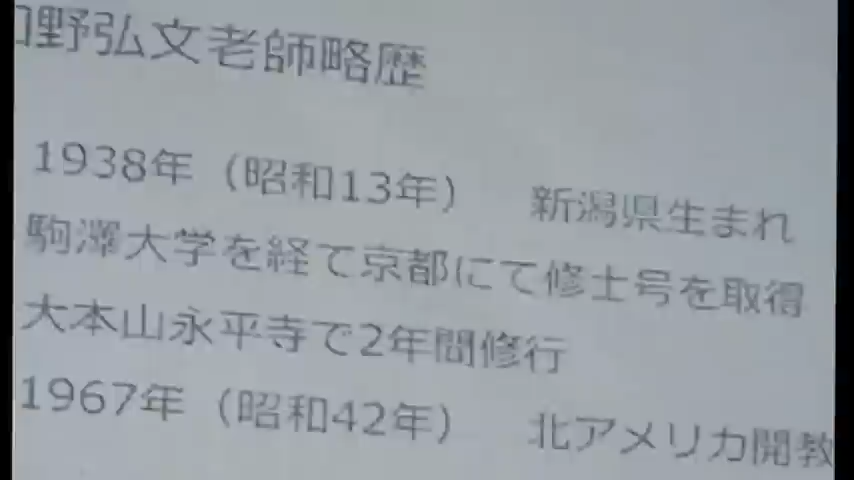 野弘文老師略歴
1938年（昭和13年） 新潟県生まれ
駒澤大学を経て京都にて修士号を取得
大本山永平寺で2年間修行
1967年（昭和42年） 北アメリカ開教